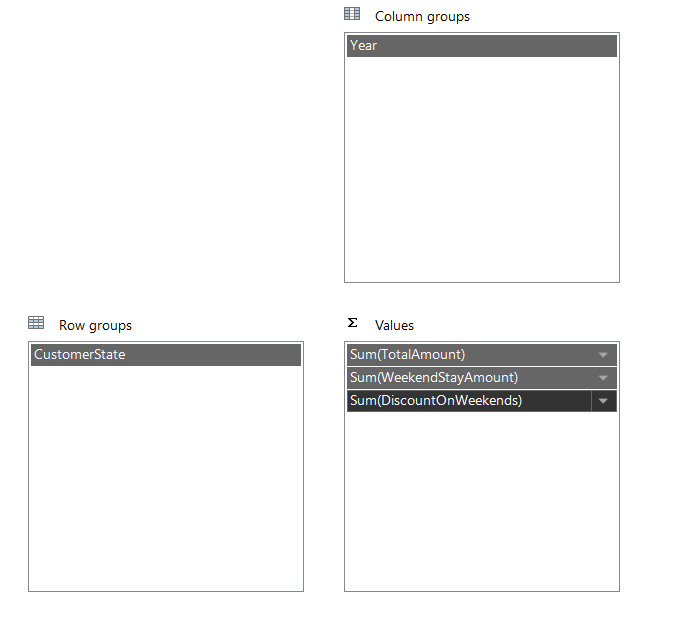 Column groups
Year
Row groups
CustomerState
Σ Values
Sum(TotalAmount)
Sum(WeekendStayAmount)
Sum(DiscountOnWeekends)